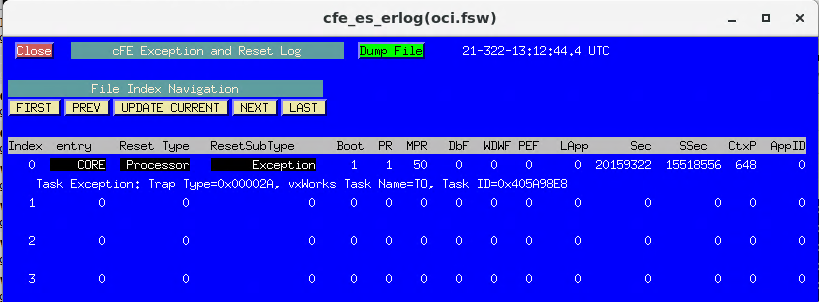 cfe_es_erlog(oci.fsw)
Close cFE Exception and Reset Log Dump File 21-322-13:12:44.4 UTC
File Index Navigation
FIRST PREV UPDATE CURRENT NEXT LAST
Index entry Reset Type ResetSubType Boot PR MPR DbF WDWF PEF LApp Sec SSec CtxP AppID
0 CORE Processor Exception 1 1 50 0 0 0 0 20159322 15518556 648 0
Task Exception: Trap Type=0x00002A, vxWorks Task Name=TO, Task ID=0x405A98E8
1 0 0 0 0 0 0 0 0 0 0 0 0 0 0
2 0 0 0 0 0 0 0 0 0 0 0 0 0 0
3 0 0 0 0 0 0 0 0 0 0 0 0 0 0